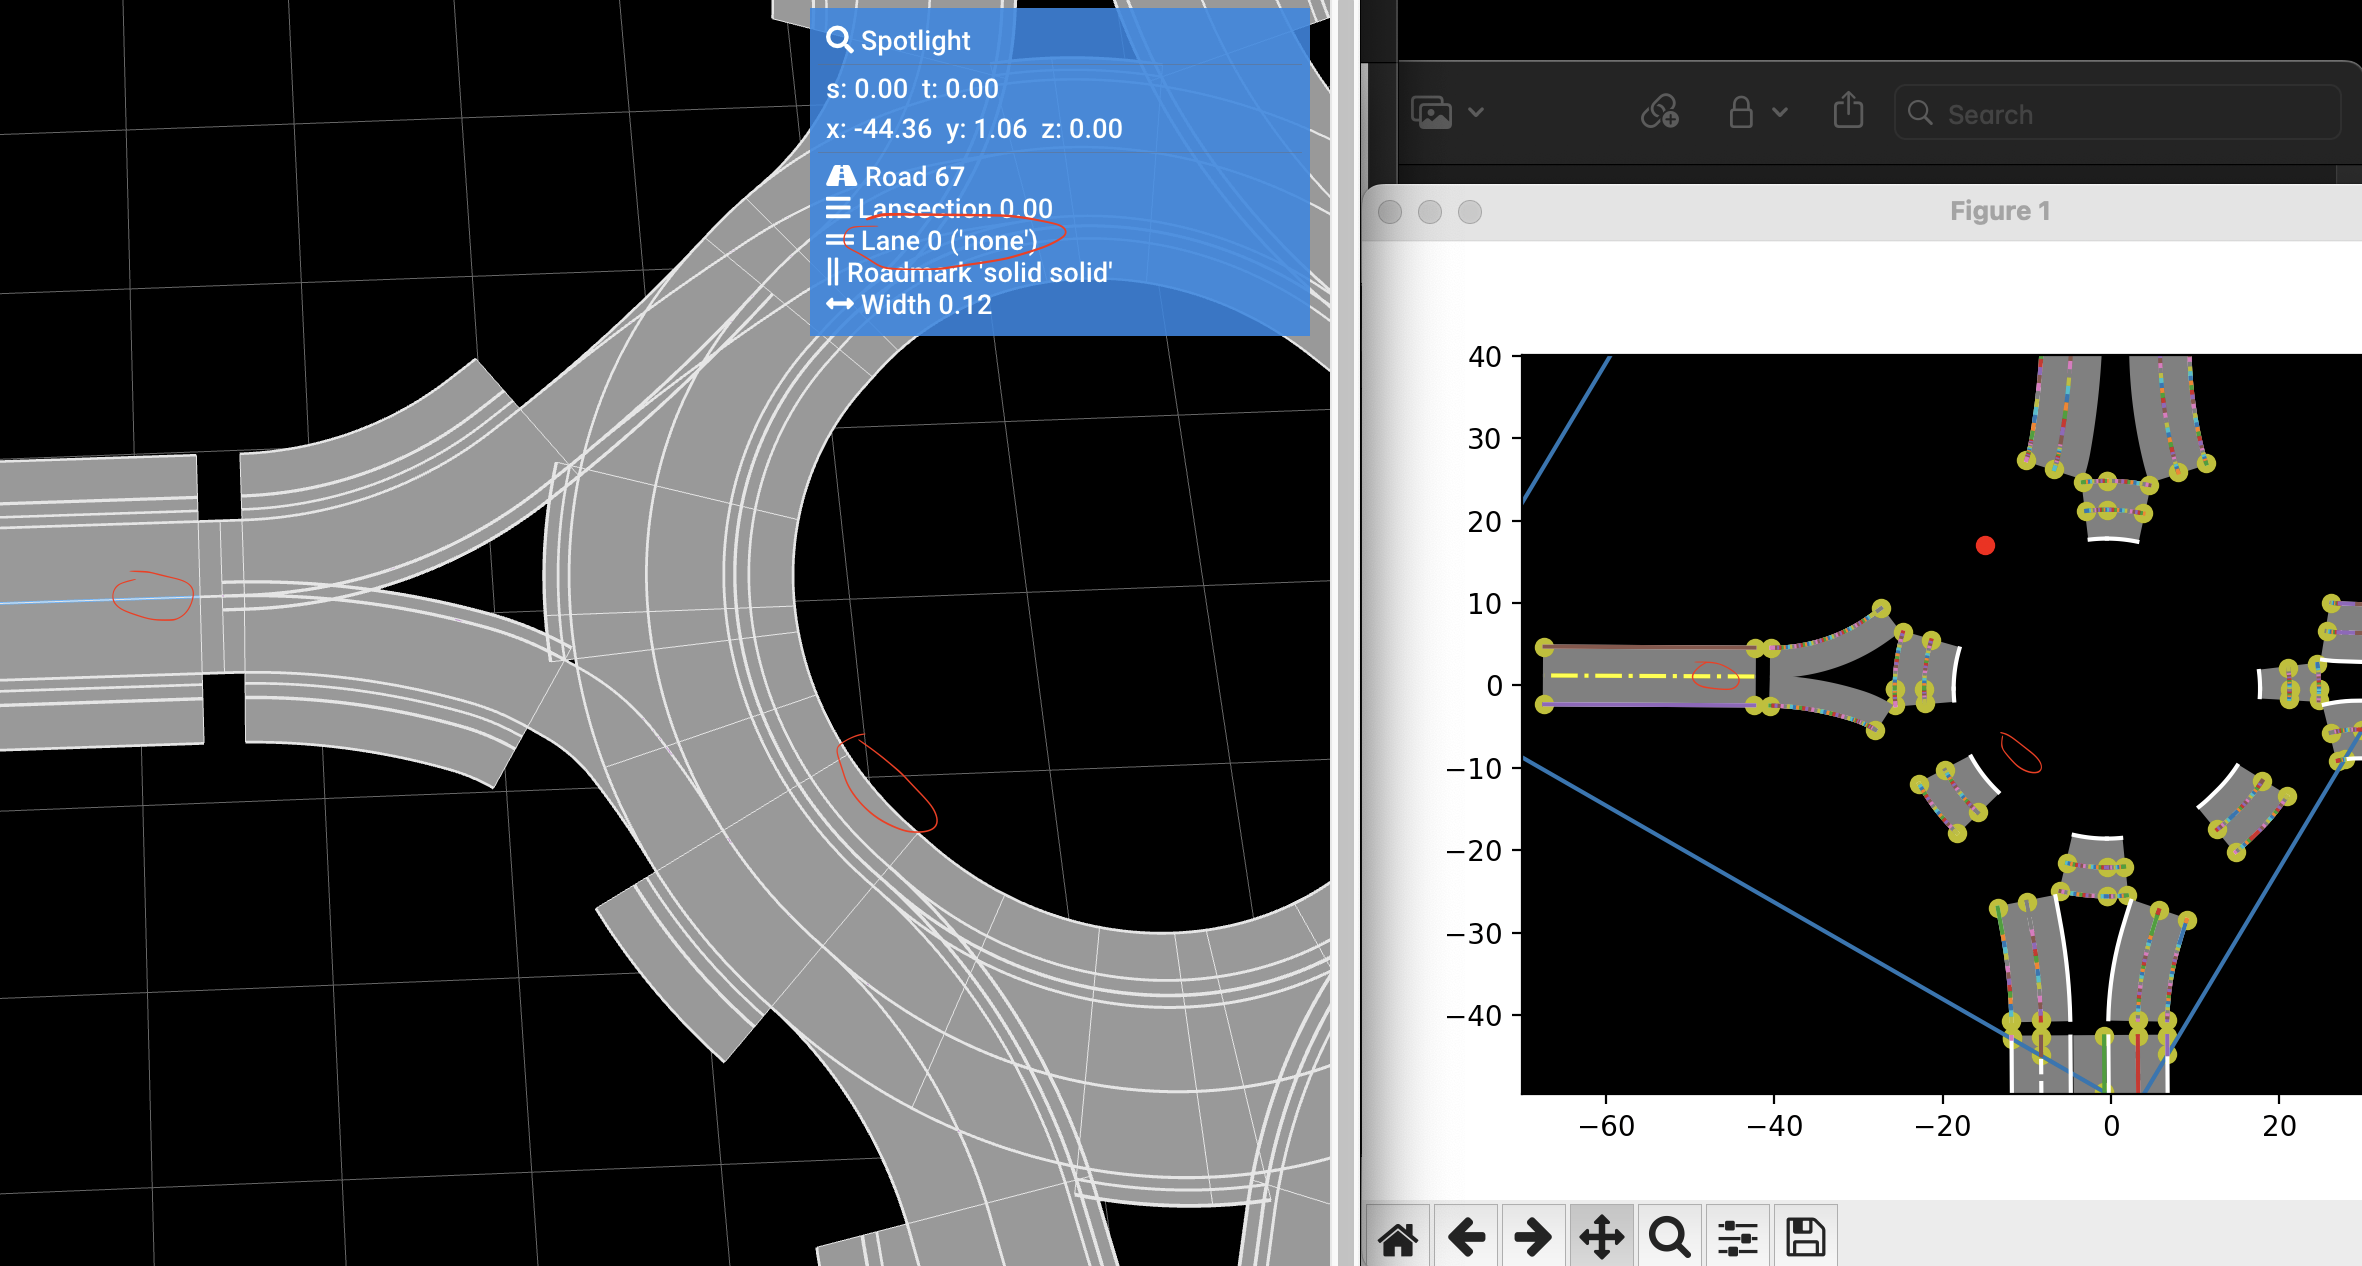 Spotlight
s: 0.00 t: 0.00
x: -44.36 y: 1.06 z: 0.00
Road 67
Lansection 0.00
Lane 0 ('none')
Roadmark 'solid solid'
Width 0.12
Search
Figure 1
40
30
20
10
0
−10
−20
−30
−40
−60
−40
−20
0
20